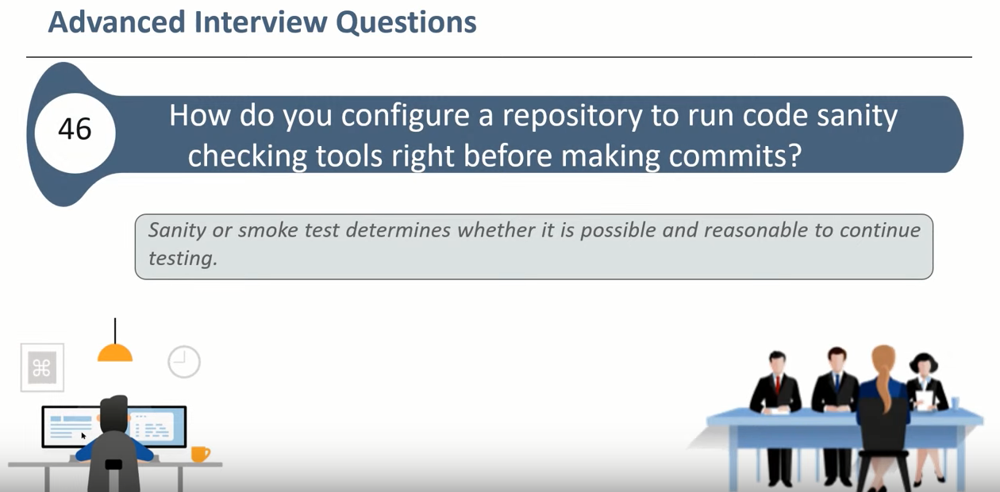 Advanced Interview Questions
46
How do you configure a repository to run code sanity
checking tools right before making commits?
Sanity or smoke test determines whether it is possible and reasonable to continue
testing.
⌘